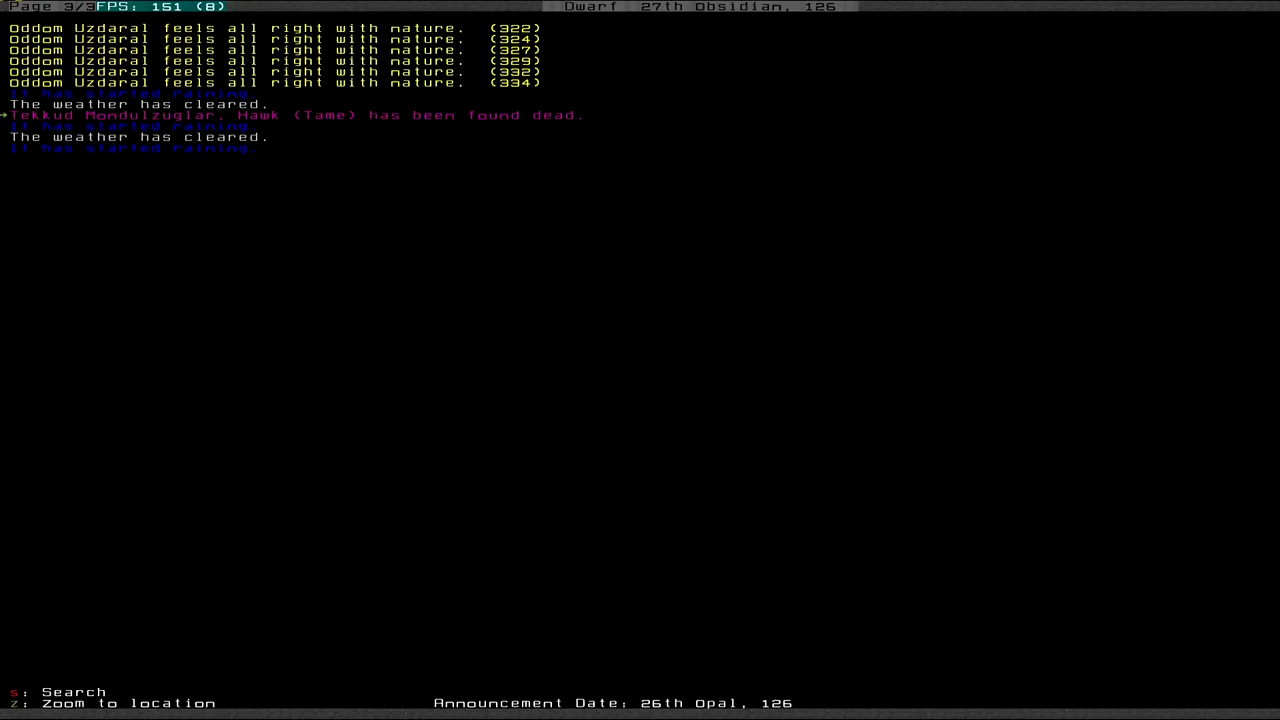 Page 3/3FPS: 151 (8) Dwarf 27th Obsidian, 126
Oddom Uzdaral feels all right with nature. (322)
Oddom Uzdaral feels all right with nature. (324)
Oddom Uzdaral feels all right with nature. (327)
Oddom Uzdaral feels all right with nature. (329)
Oddom Uzdaral feels all right with nature. (332)
Oddom Uzdaral feels all right with nature. (334)
It has started raining.
The weather has cleared.
Tekkud Mondulzuglar, Hawk (Tame) has been found dead.
It has started raining.
The weather has cleared.
It has started raining.
s: Search
z: Zoom to location Announcement Date: 26th Opal, 126